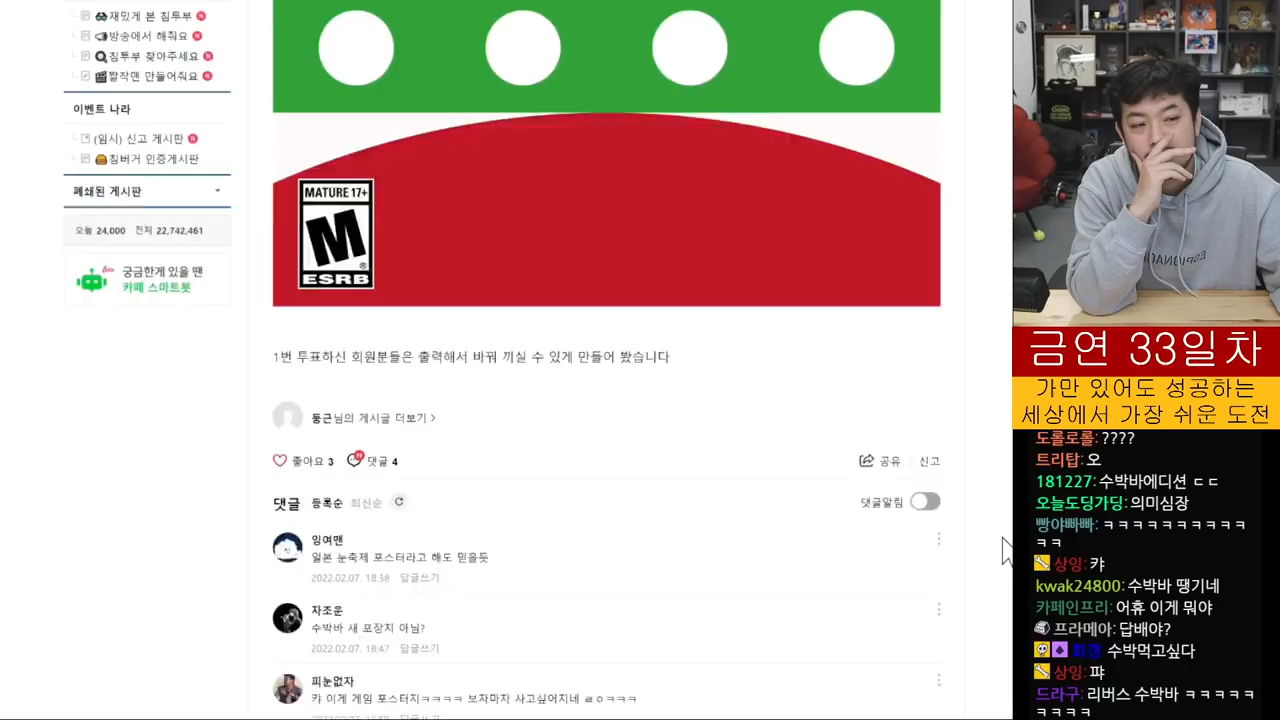 재밌게 본 침투부
방송에서 해줘요
침투부 찾아주세요
짤작맨 만들어줘요
이벤트 나라
(임시) 신고 게시판
침버거 인증게시판
폐쇄된 게시판
오늘 24,000 전체 22,742,461
Beta
궁금한게 있을 땐
카페 스마트봇
MATURE 17+
M
®
ESRB
1번 투표하신 회원분들은 출력해서 바꿔 끼실 수 있게 만들어 봤습니다
둥근님의 게시글 더보기
좋아요 3 댓글 4
공유 신고
댓글 등록순 최신순
댓글알림
잉여맨
일본 눈축제 포스터라고 해도 믿을듯
2022.02.07. 18:38 답글쓰기
자조운
수박바 새 포장지 아님?
2022.02.07. 18:47 답글쓰기
피눈없자
캬 이게 게임 포스터지ㅋㅋㅋㅋ 보자마자 사고싶어지네 ㄹㅇㅋㅋㅋ
금연 33일차
가만 있어도 성공하는
세상에서 가장 쉬운 도전
도롤로롤: ????
트리탑: 오
181227: 수박바에디션 ㄷㄷ
오늘도딩가딩: 의미심장
빵야빠빠: ㅋㅋㅋㅋㅋㅋㅋㅋㅋㅋ
ㅋㅋ
상잉: 캬
kwak24800: 수박바 땡기네
카페인프리: 어휴 이게 뭐야
프라메아: 답배야?
수박먹고싶다
상잉: 퍄
드라구: 리버스 수박바 ㅋㅋㅋㅋㅋ
ㅋㅋㅋㅋ